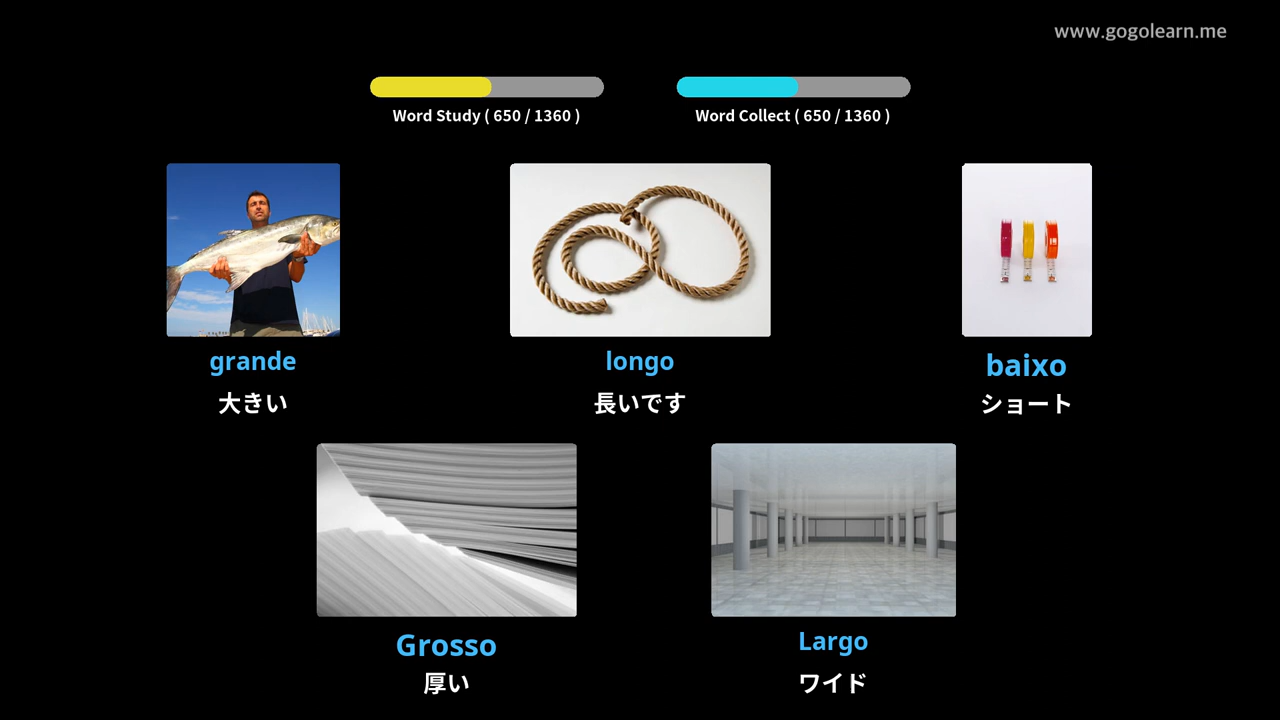 www.gogolearn.me
Word Study ( 650 / 1360 )
Word Collect ( 650 / 1360 )
grande
大きい
longo
長いです
baixo
ショート
Grosso
厚い
Largo
ワイド